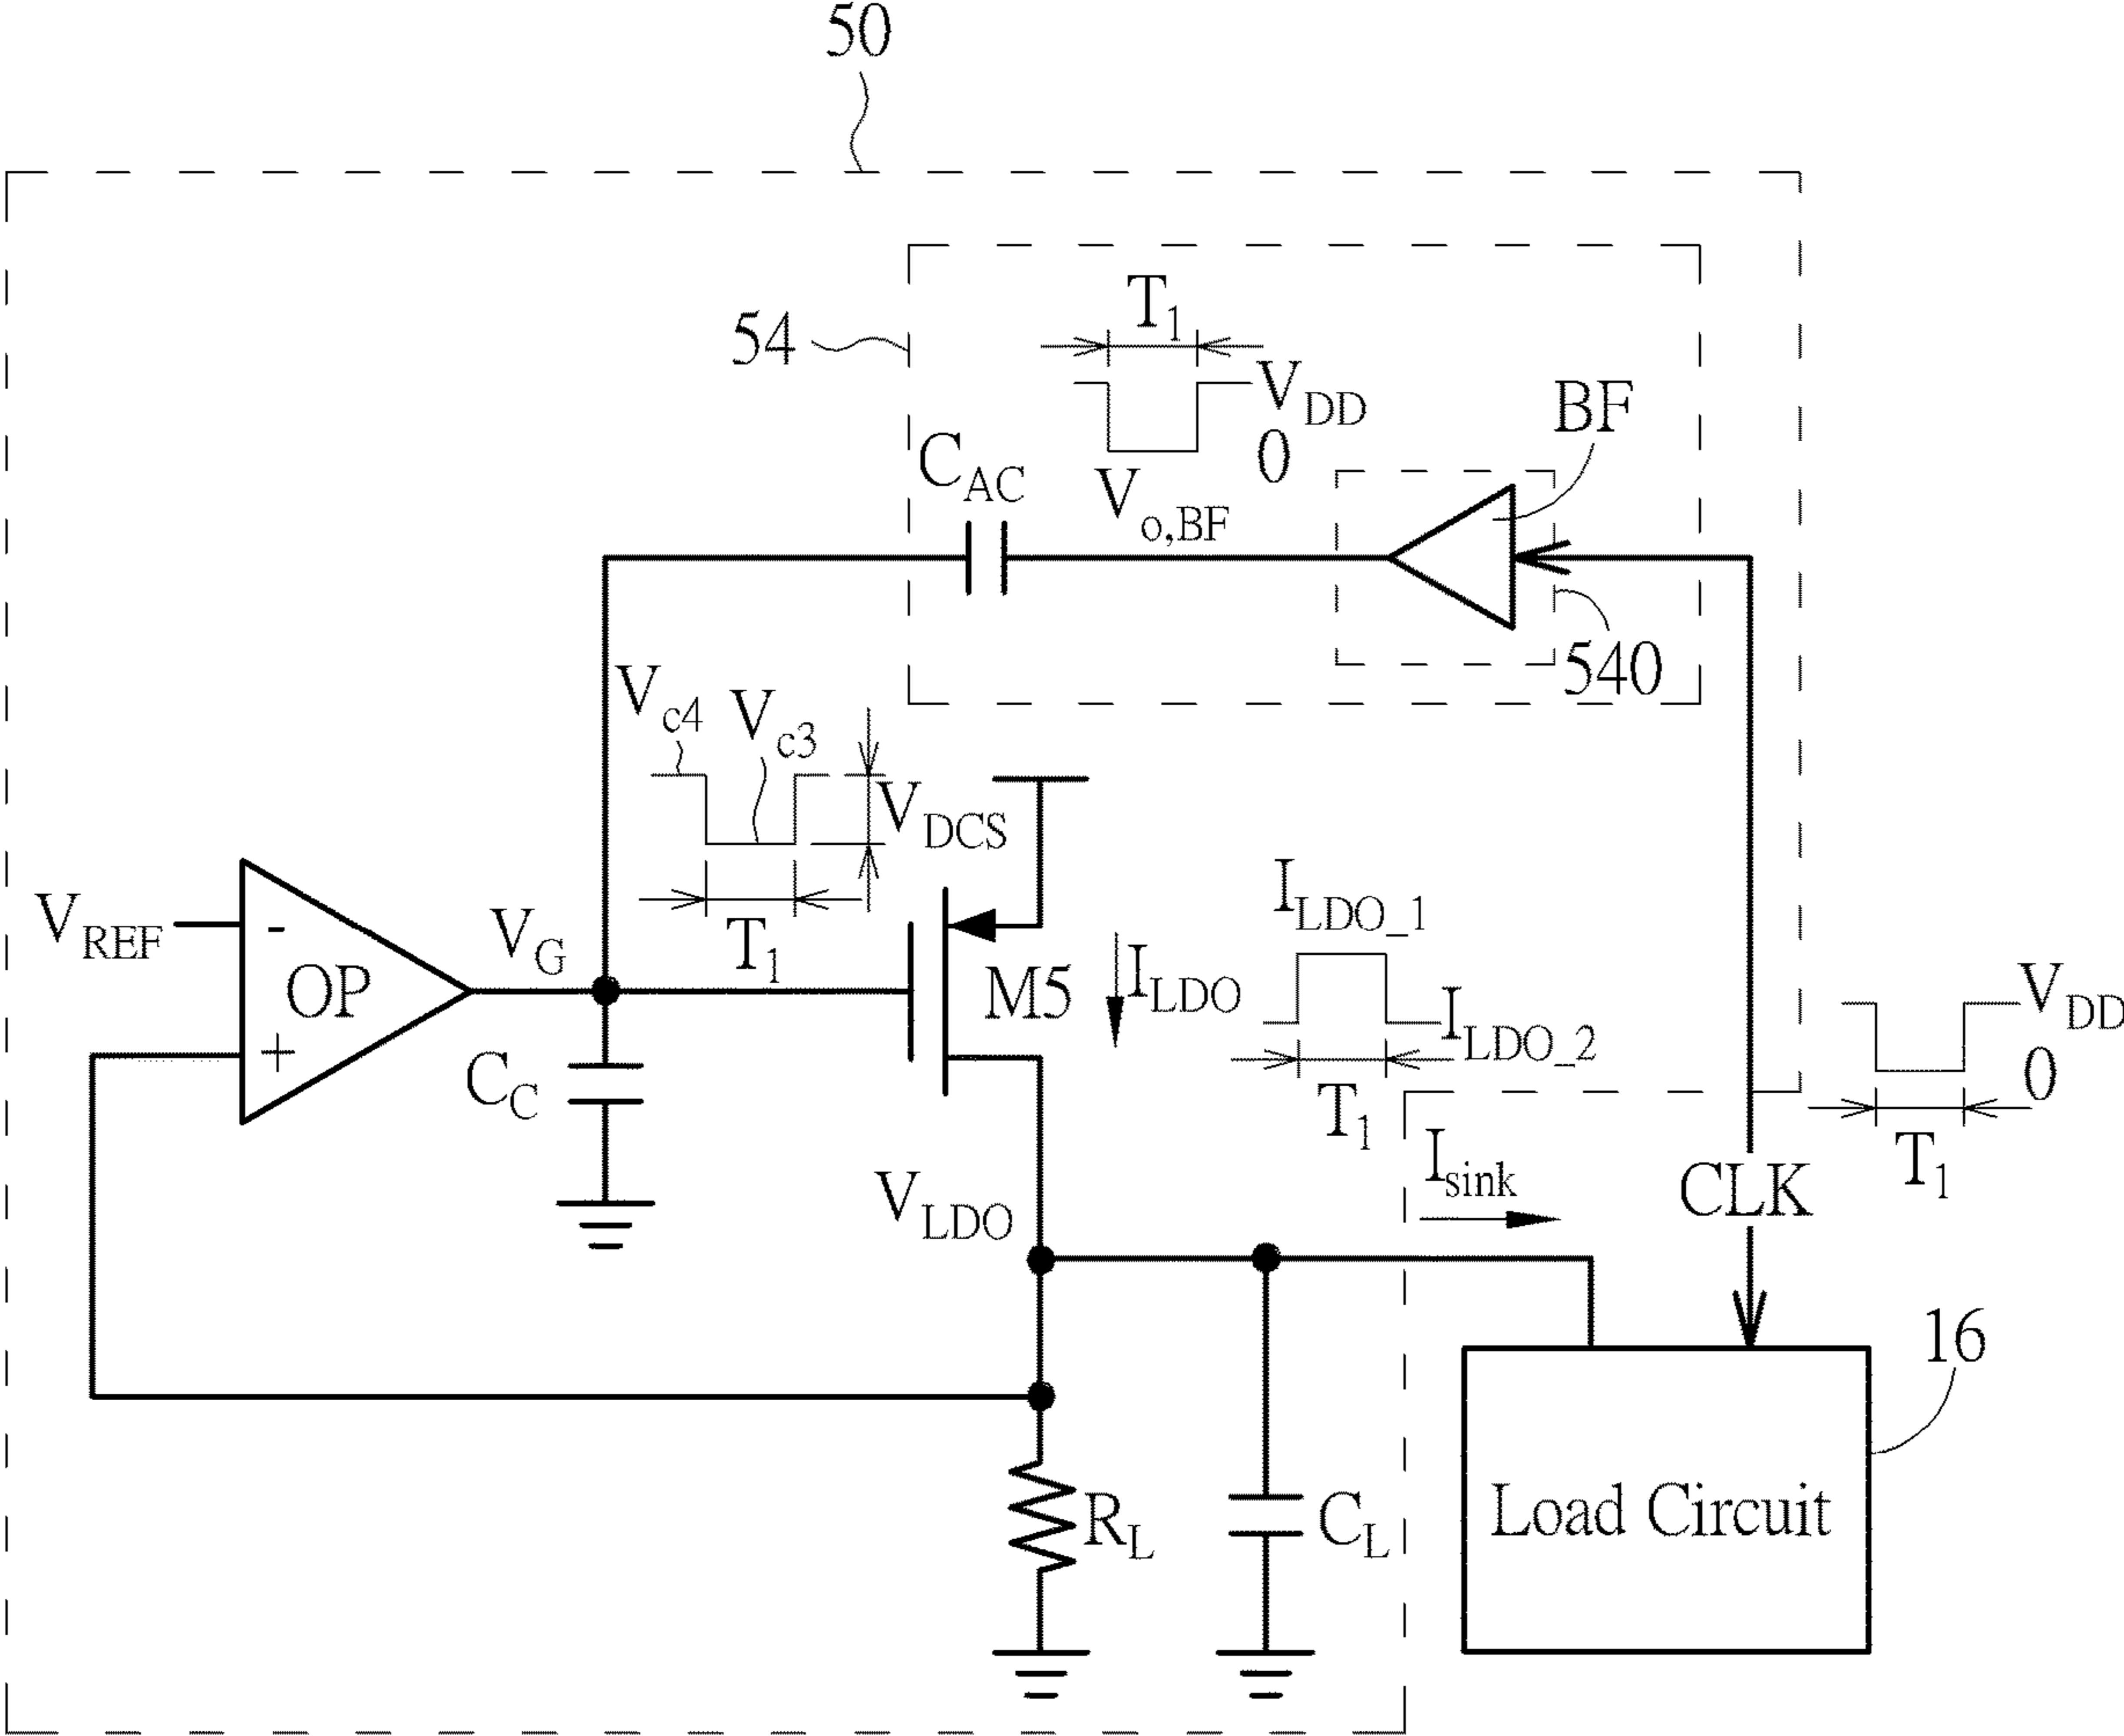 50
54
T1
VDD
0
BF
CAC
Vo,BF
540
Vc4
Vc3
VDCS
T1
VREF
-
OP
+
VG
M5
ILDO
ILDO_1
ILDO_2
T1
VDD
0
T1
CC
Isink
CLK
VLDO
16
RL
CL
Load Circuit